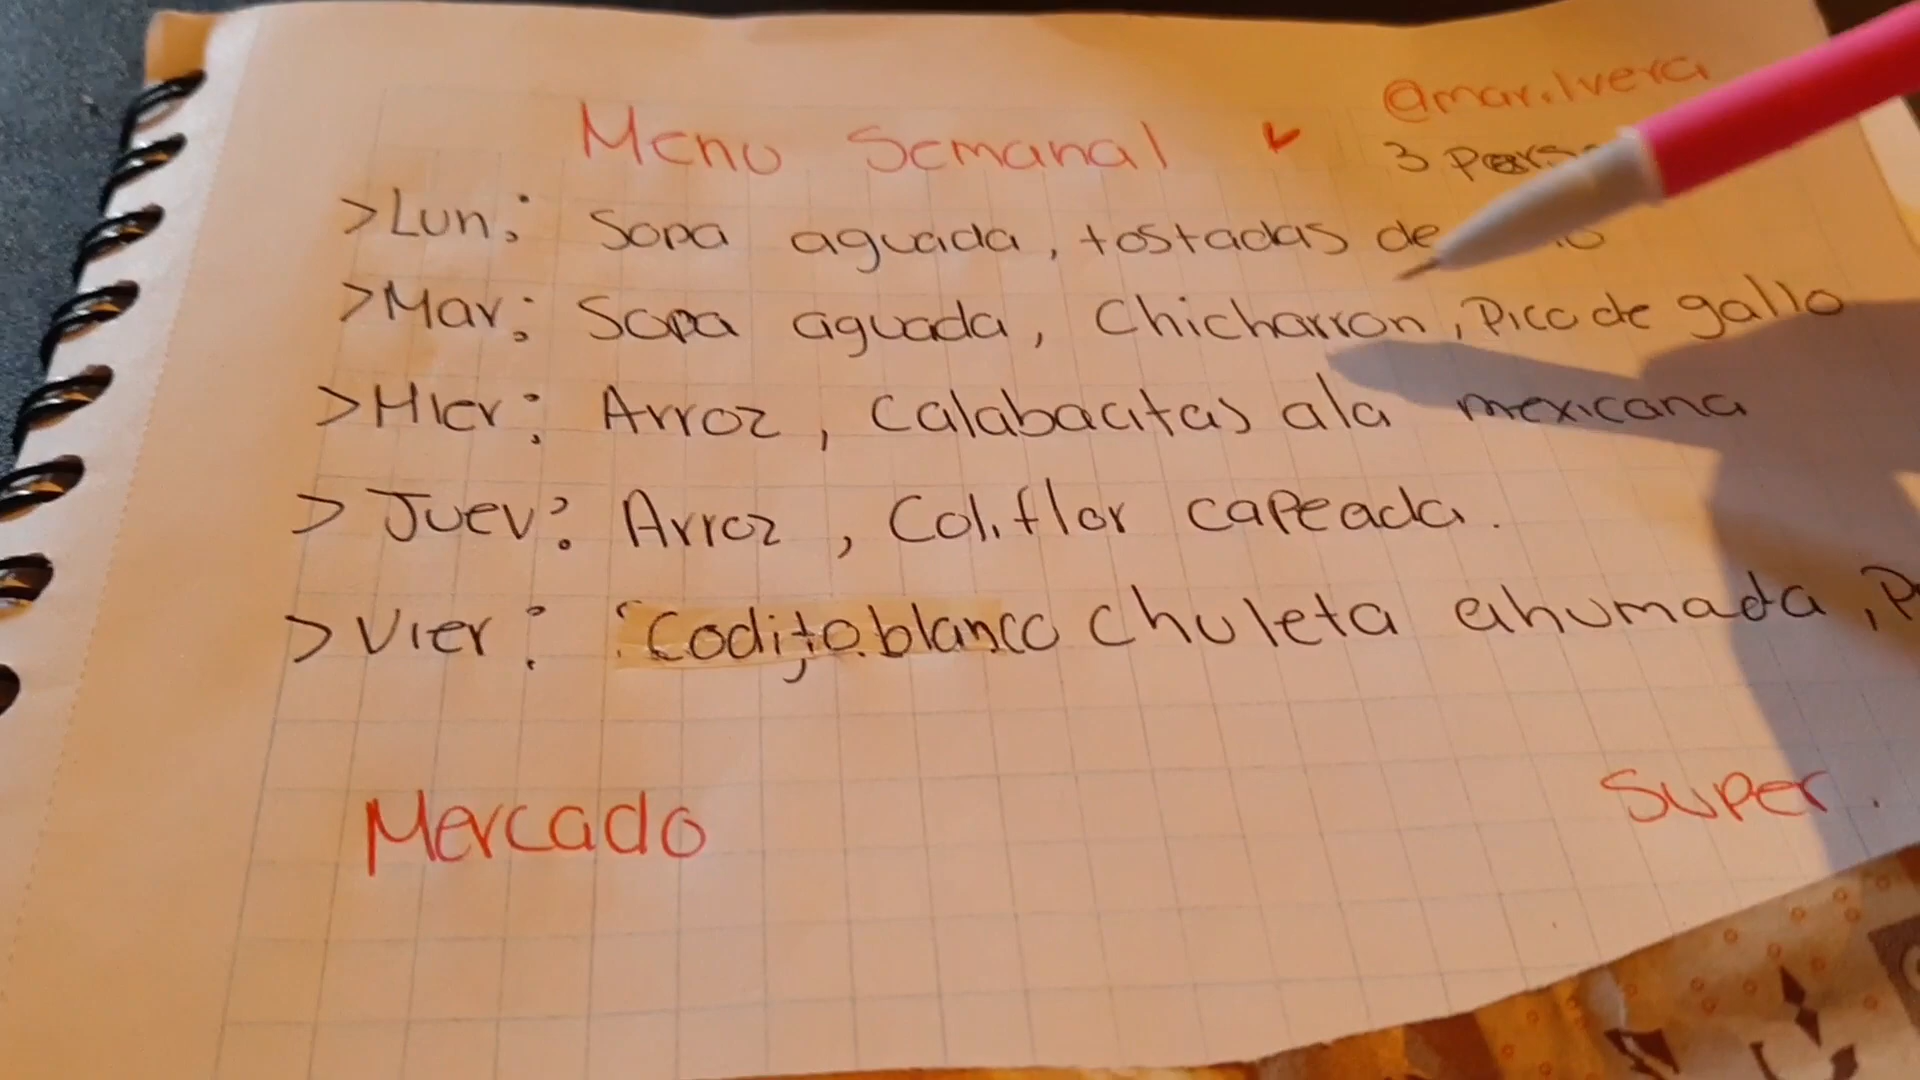 Menu Semanal
@mar.lvera
3
>Lun: Sopa aguada, tostadas de
>Mar: Sopa aguada, Chicharron, Pico de gallo
>Mier: Arroz, Calabacitas ala mexicana
>Juev: Arroz, Coliflor capeada.
>Vier: Codito blanco Chuleta ahumada,
Mercado
Super.